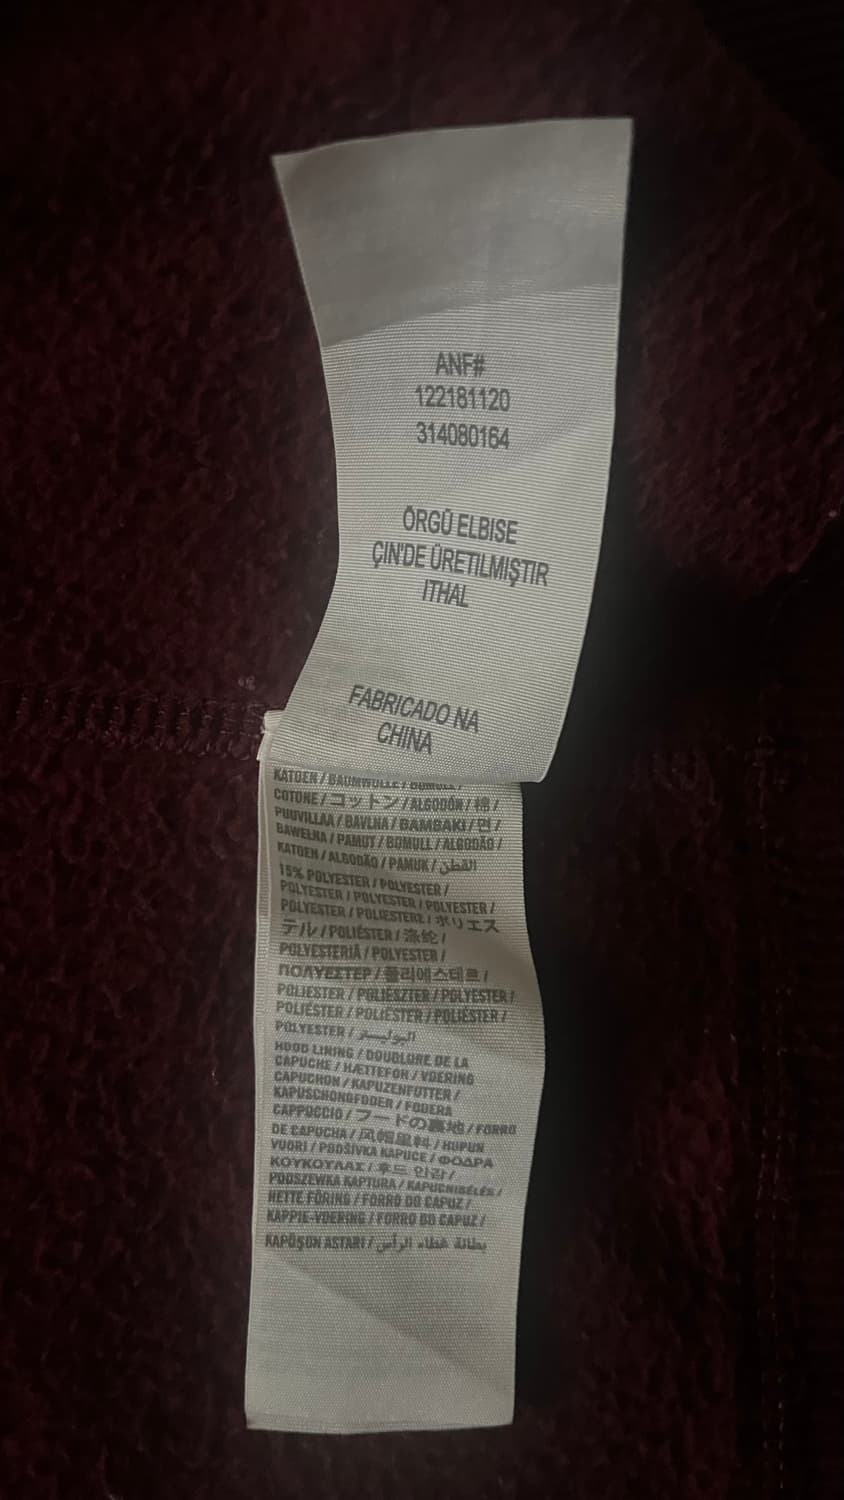 ANF#
122181120
314080164
ÖRGÜ ELBISE
ÇIN'DE ÜRETILMIŞTIR
ITHAL
FABRICADO NA
CHINA
KATOEN / BAUMWOLLE / BOMULL /
COTONE / コットン / ALGODÓN / 棉 /
PUUVILLAA / BAVLNA / BAMBAKI / 면 /
BAWEŁNA / PAMUT / BOMULL / ALGODÃO /
KATOEN / ALGODÃO / PAMUK / القطن
15% POLYESTER / POLYESTER /
POLYESTER / POLYESTER / POLYESTER /
POLYESTER / POLIESTERE / ポリエス
テル / POLIÉSTER / 涤纶 /
POLYESTERIÄ / POLYESTER /
ΠΟΛΥΕΣΤΕΡ / 폴리에스테르 /
POLIESTER / POLIÉSZTER / POLYESTER /
POLIÉSTER / POLIÉSTER / POLIÉSTER /
POLYESTER / البوليستر
HOOD LINING / DOUBLURE DE LA
CAPUCHE / HÆTTEFOR / VOERING
CAPUCHON / KAPUZENFUTTER /
KAPUSCHONGFODER / FODERA
CAPPUCCIO / フードの裏地 / FORRO
DE CAPUCHA / 风帽里料 / HUPUN
VUORI / PODŠÍVKA KAPUCE / ΦΟΔΡΑ
ΚΟΥΚΟΥΛΑΣ / 후드 안감 /
PODSZEWKA KAPTURA / KAPUCNIBÉLÉS /
HETTE FÔRING / FORRO DO CAPUZ /
KAPPIE-VOERING / FORRO DO CAPUZ /
KAPÜŞON ASTARI / بطانة غطاء الرأس